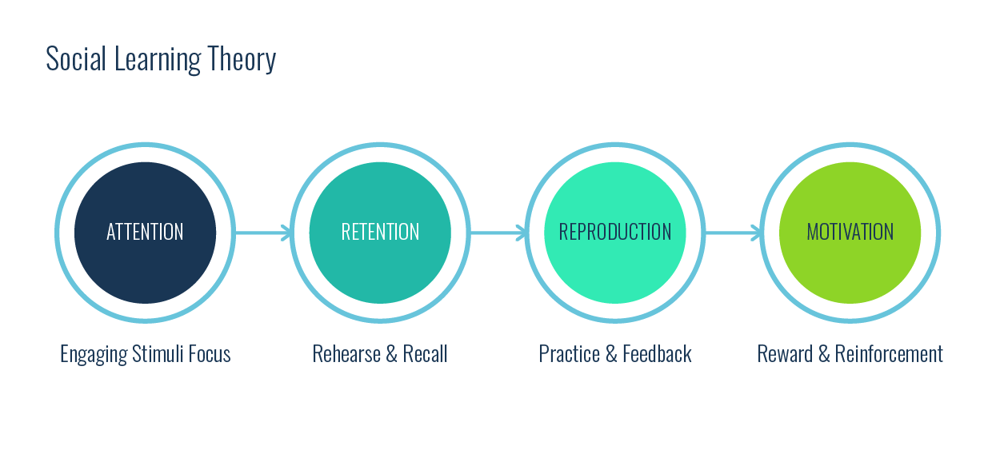 Social Learning Theory
ATTENTION
RETENTION
REPRODUCTION
MOTIVATION
Engaging Stimuli Focus
Rehearse & Recall
Practice & Feedback
Reward & Reinforcement